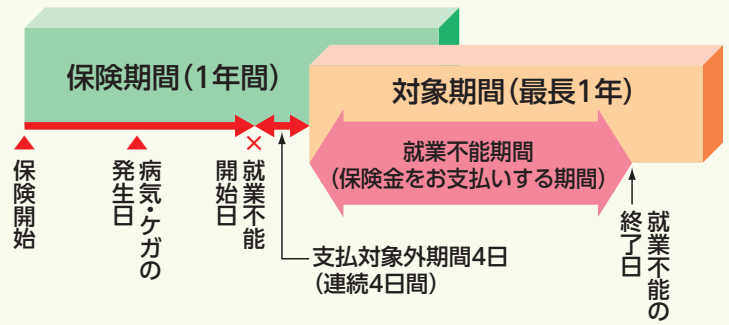 保険期間（1年間）
対象期間（最長1年）
就業不能期間
（保険金をお支払いする期間）
保険開始
病気・ケガの
発生日
就業不能
開始日
支払対象外期間4日
（連続4日間）
就業不能の
終了日